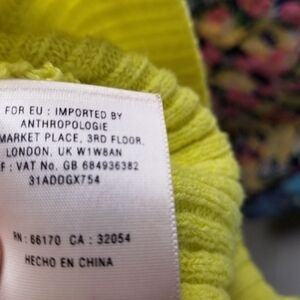 FOR EU : IMPORTED BY
ANTHROPOLOGIE
MARKET PLACE, 3RD FLOOR,
LONDON, UK W1W8AN
F : VAT No. GB 684936382
31ADDGX754
RN : 66170 CA : 32054
HECHO EN CHINA